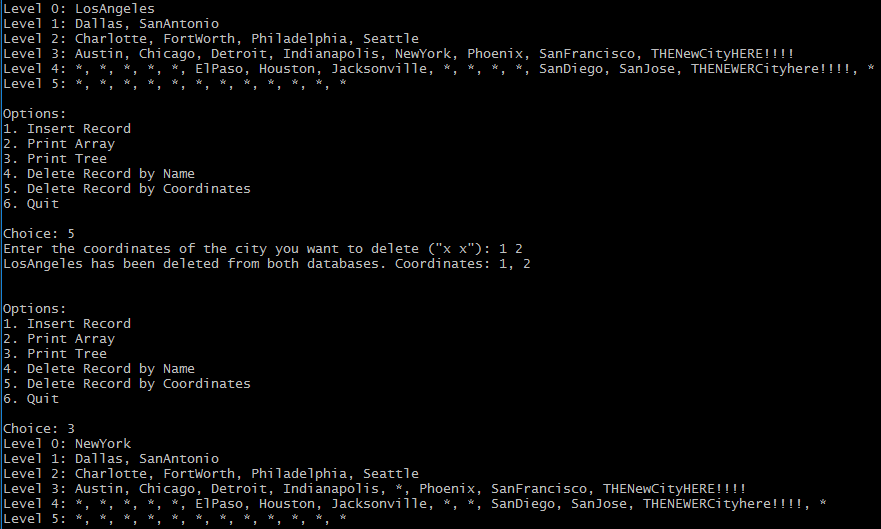 Level 0: LosAngeles
Level 1: Dallas, SanAntonio
Level 2: Charlotte, FortWorth, Philadelphia, Seattle
Level 3: Austin, Chicago, Detroit, Indianapolis, NewYork, Phoenix, SanFrancisco, THENewCityHERE!!!!
Level 4: *, *, *, *, *, ElPaso, Houston, Jacksonville, *, *, *, *, SanDiego, SanJose, THENEWERCityhere!!!!, *
Level 5: *, *, *, *, *, *, *, *, *, *, *, *
Options:
1. Insert Record
2. Print Array
3. Print Tree
4. Delete Record by Name
5. Delete Record by Coordinates
6. Quit
Choice: 5
Enter the coordinates of the city you want to delete ("x x"): 1 2
LosAngeles has been deleted from both databases. Coordinates: 1, 2
Options:
1. Insert Record
2. Print Array
3. Print Tree
4. Delete Record by Name
5. Delete Record by Coordinates
6. Quit
Choice: 3
Level 0: NewYork
Level 1: Dallas, SanAntonio
Level 2: Charlotte, FortWorth, Philadelphia, Seattle
Level 3: Austin, Chicago, Detroit, Indianapolis, *, Phoenix, SanFrancisco, THENewCityHERE!!!!
Level 4: *, *, *, *, *, ElPaso, Houston, Jacksonville, *, *, SanDiego, SanJose, THENEWERCityhere!!!!, *
Level 5: *, *, *, *, *, *, *, *, *, *, *, *